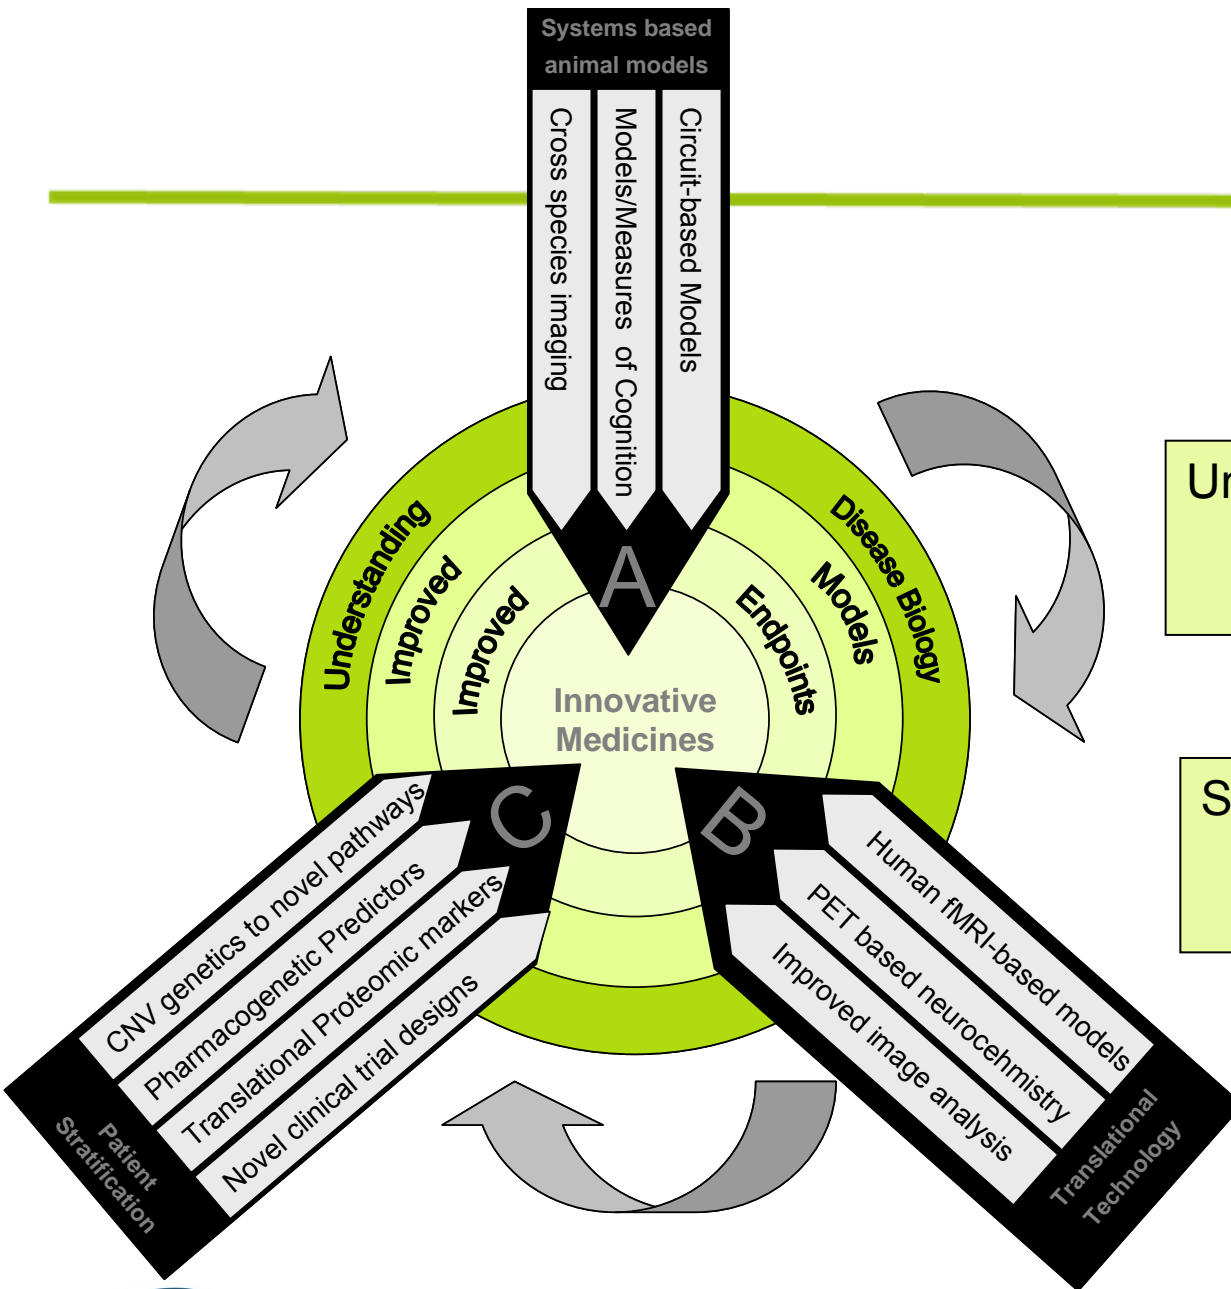 Systems based
animal models
Cross species imaging
Models/Measures of Cognition
Circuit-based Models
A
Understanding
Disease Biology
Improved
Models
Improved
Endpoints
Innovative
Medicines
C
B
CNV genetics to novel pathways
Pharmacogenetic Predictors
Translational Proteomic markers
Novel clinical trial designs
Patient
Stratification
Human fMRI-based models
PET based neurocehmistry
Improved image analysis
Translational
Technology